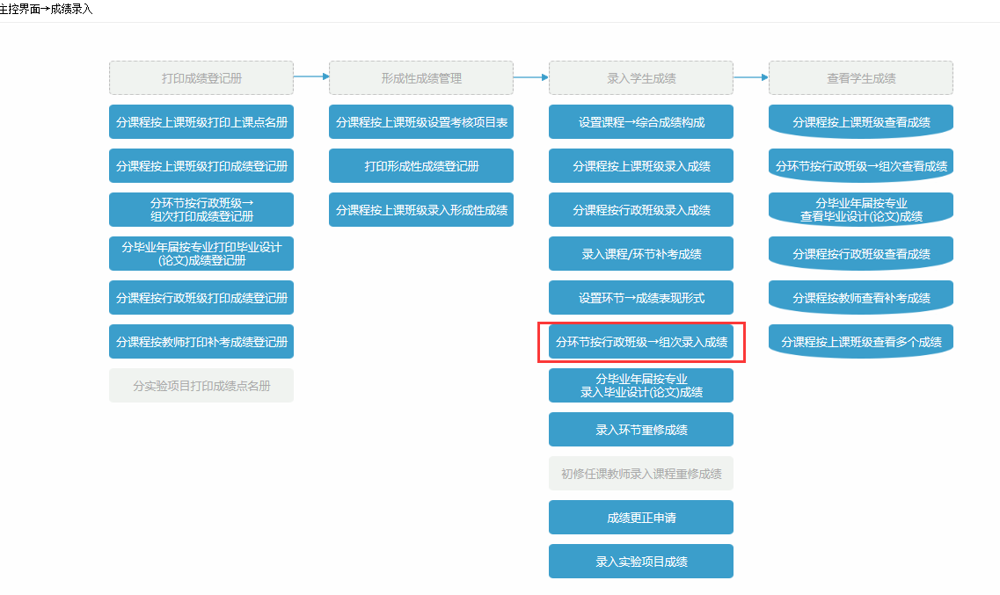 主控界面→成绩录入
打印成绩登记册
形成性成绩管理
录入学生成绩
查看学生成绩
分课程按上课班级打印上课点名册
分课程按上课班级设置考核项目表
设置课程→综合成绩构成
分课程按上课班级查看成绩
分课程按上课班级打印成绩登记册
打印形成性成绩登记册
分课程按上课班级录入成绩
分环节按行政班级→组次查看成绩
分环节按行政班级→
组次打印成绩登记册
分课程按上课班级录入形成性成绩
分课程按行政班级录入成绩
分毕业年届按专业
查看毕业设计(论文)成绩
分毕业年届按专业打印毕业设计
(论文)成绩登记册
录入课程/环节补考成绩
分课程按行政班级查看成绩
分课程按行政班级打印成绩登记册
设置环节→成绩表现形式
分课程按教师查看补考成绩
分课程按教师打印补考成绩登记册
分环节按行政班级→组次录入成绩
分课程按上课班级查看多个成绩
分实验项目打印成绩点名册
分毕业年届按专业
录入毕业设计(论文)成绩
录入环节重修成绩
初修任课教师录入课程重修成绩
成绩更正申请
录入实验项目成绩